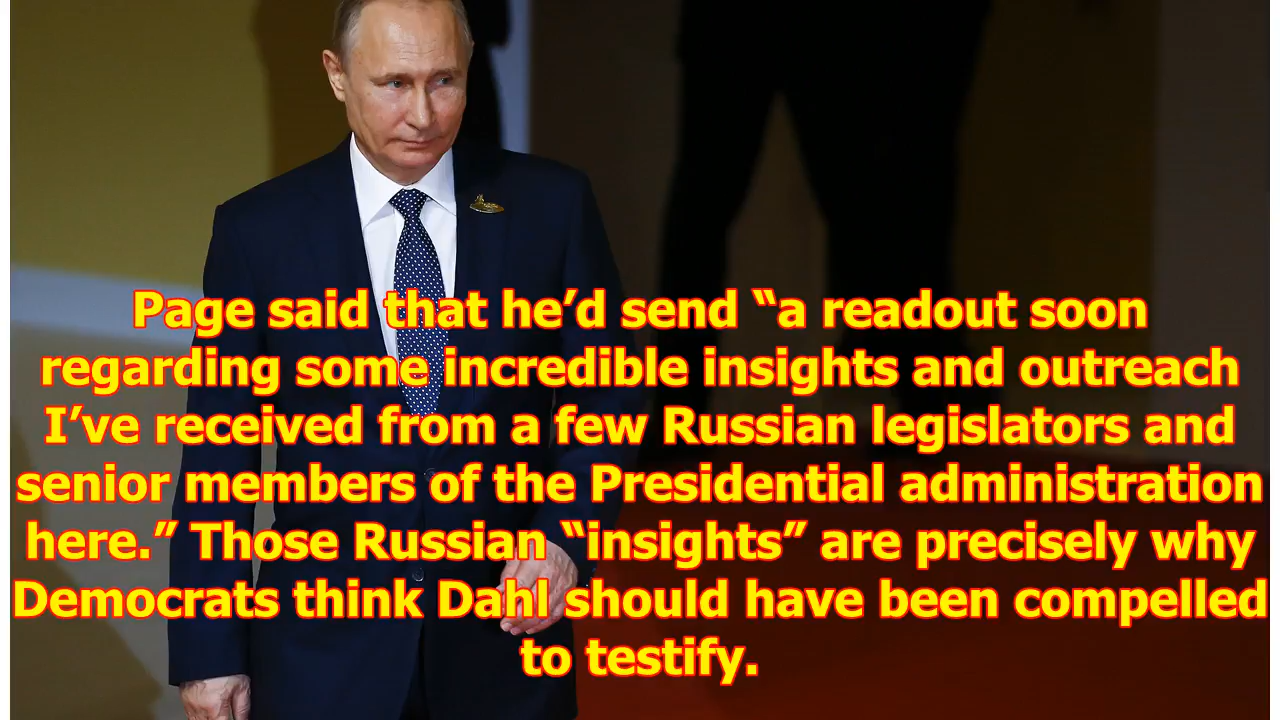 Page said that he’d send “a readout soon
regarding some incredible insights and outreach
I’ve received from a few Russian legislators and
senior members of the Presidential administration
here.” Those Russian “insights” are precisely why
Democrats think Dahl should have been compelled
to testify.